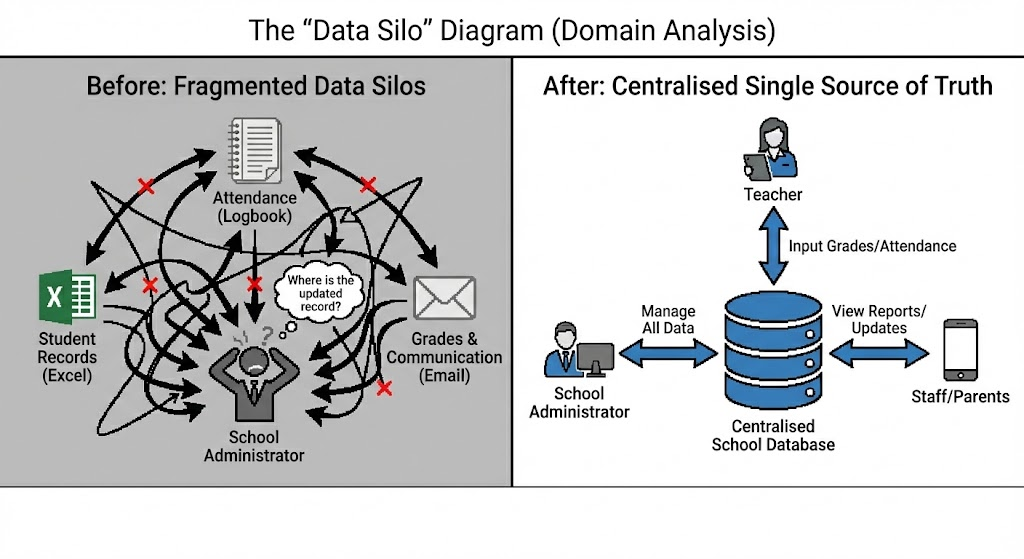 The “Data Silo” Diagram (Domain Analysis)
Before: Fragmented Data Silos
Attendance
(Logbook)
X
Student
Records
(Excel)
Where is the
updated
record?
?
Grades &
Communication
(Email)
School
Administrator
After: Centralised Single Source of Truth
Teacher
Input Grades/Attendance
Manage
All Data
View Reports/
Updates
School
Administrator
Staff/Parents
Centralised
School Database